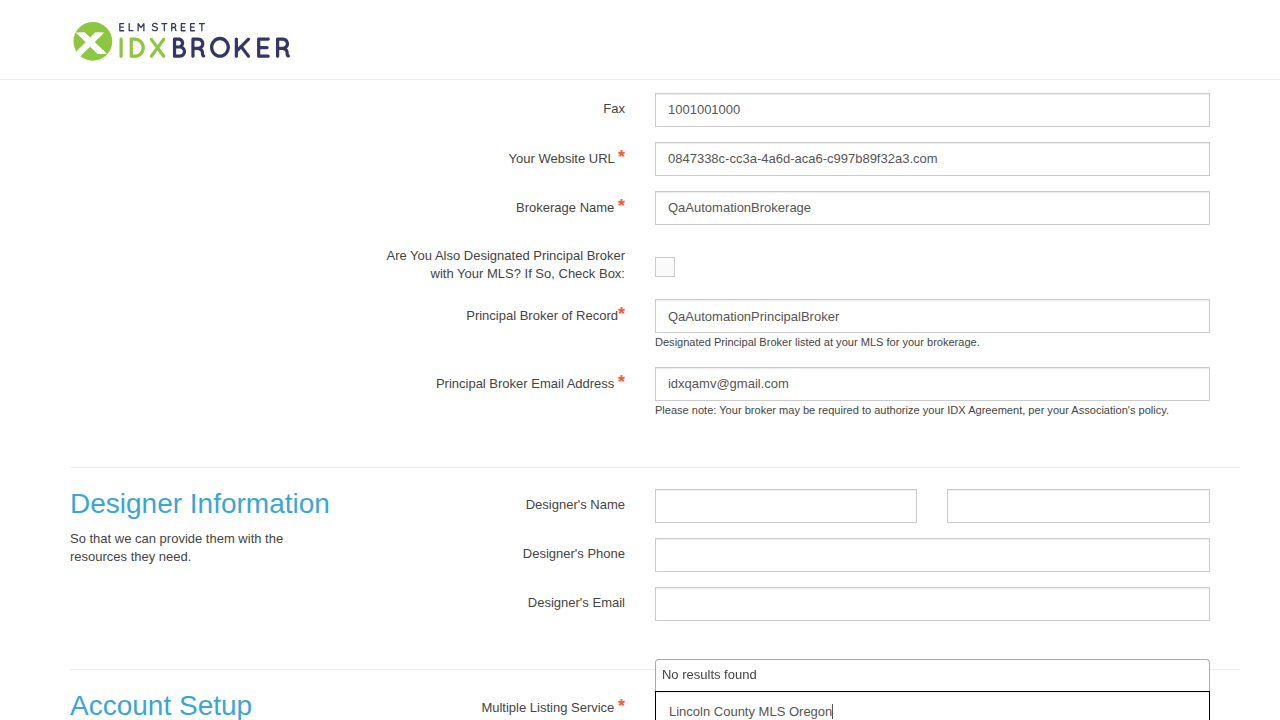 ELM STREET
IDXBROKER
Fax
1001001000
Your Website URL *
0847338c-cc3a-4a6d-aca6-c997b89f32a3.com
Brokerage Name *
QaAutomationBrokerage
Are You Also Designated Principal Broker
with Your MLS? If So, Check Box:
Principal Broker of Record*
QaAutomationPrincipalBroker
Designated Principal Broker listed at your MLS for your brokerage.
Principal Broker Email Address *
idxqamv@gmail.com
Please note: Your broker may be required to authorize your IDX Agreement, per your Association's policy.
Designer Information
So that we can provide them with the
resources they need.
Designer's Name
Designer's Phone
Designer's Email
No results found
Account Setup
Multiple Listing Service *
Lincoln County MLS Oregon